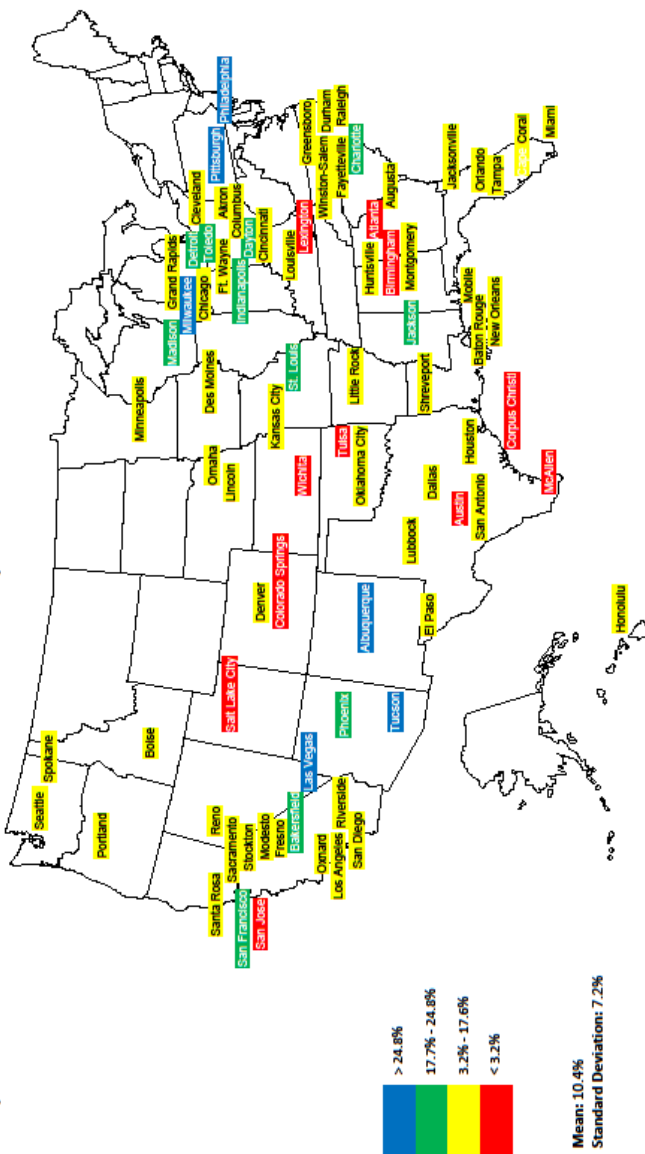 Seattle
Spokane
Portland
Boise
Santa Rosa
Reno
Sacramento
San Francisco
Stockton
San Jose
Modesto
Fresno
Bakersfield
Las Vegas
Oxnard
Los Angeles
Riverside
San Diego
Salt Lake City
Phoenix
Tucson
Denver
Colorado Springs
Albuquerque
El Paso
Minneapolis
Omaha
Lincoln
Des Moines
Kansas City
St. Louis
Wichita
Tulsa
Oklahoma City
Little Rock
Lubbock
Dallas
Shreveport
Austin
San Antonio
Houston
Corpus Christi
McAllen
Madison
Milwaukee
Grand Rapids
Chicago
Detroit
Toledo
Cleveland
Ft. Wayne
Akron
Indianapolis
Columbus
Dayton
Cincinnati
Pittsburgh
Philadelphia
Louisville
Lexington
Greensboro
Winston-Salem
Durham
Fayetteville
Raleigh
Charlotte
Huntsville
Atlanta
Augusta
Birmingham
Montgomery
Jackson
Mobile
Baton Rouge
New Orleans
Jacksonville
Orlando
Tampa
Coral
Miami
Honolulu
> 24.8%
17.7% - 24.8%
3.2% - 17.6%
< 3.2%
Mean: 10.4%
Standard Deviation: 7.2%